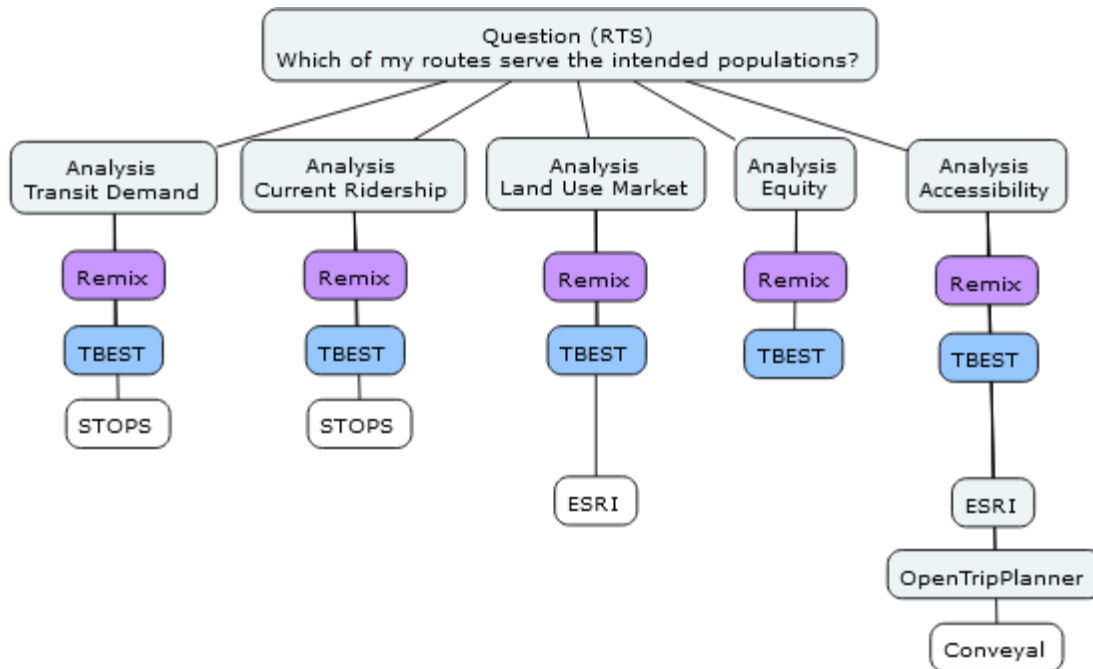 Question (RTS)
Which of my routes serve the intended populations?
Analysis
Transit Demand
Analysis
Current Ridership
Analysis
Land Use Market
Analysis
Equity
Analysis
Accessibility
Remix
Remix
Remix
Remix
Remix
TBEST
TBEST
TBEST
TBEST
TBEST
STOPS
STOPS
ESRI
ESRI
OpenTripPlanner
Conveyal